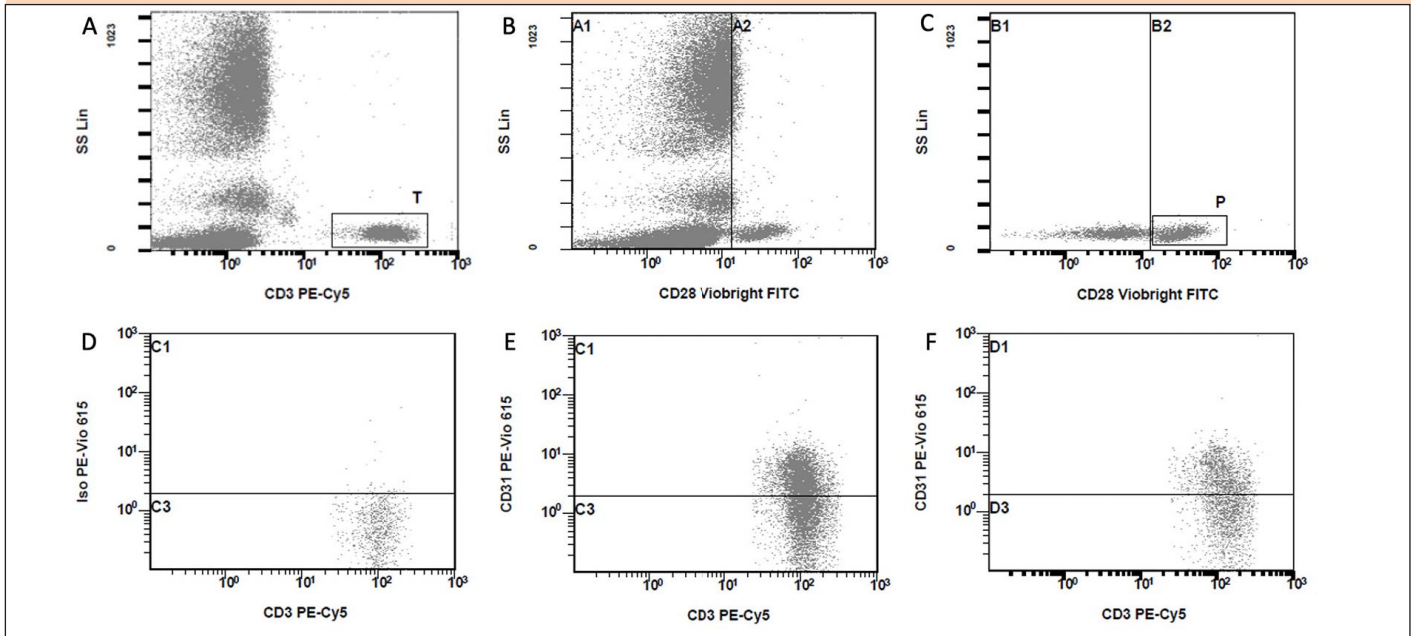 A
1023
SS Lin
0
T
10⁰ 10¹ 10² 10³
CD3 PE-Cy5
B
1023
SS Lin
0
A1 A2
10⁰ 10¹ 10² 10³
CD28 Viobright FITC
C
1023
SS Lin
0
B1 B2
P
10⁰ 10¹ 10² 10³
CD28 Viobright FITC
D
10³
10²
10¹
10⁰
Iso PE-Vio 615
C1
C3
10⁰ 10¹ 10² 10³
CD3 PE-Cy5
E
10³
10²
10¹
10⁰
CD31 PE-Vio 615
C1
C3
10⁰ 10¹ 10² 10³
CD3 PE-Cy5
F
10³
10²
10¹
10⁰
CD31 PE-Vio 615
D1
D3
10⁰ 10¹ 10² 10³
CD3 PE-Cy5